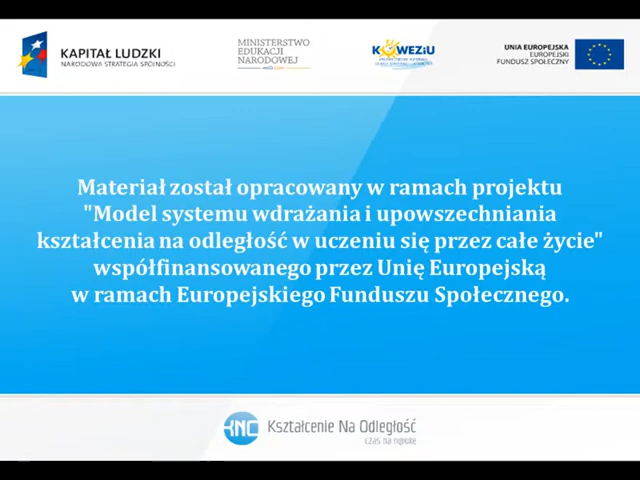 KAPITAŁ LUDZKI
NARODOWA STRATEGIA SPÓJNOŚCI
MINISTERSTWO
EDUKACJI
NARODOWEJ
KOWEZiU
UNIA EUROPEJSKA
EUROPEJSKI
FUNDUSZ SPOŁECZNY
Materiał został opracowany w ramach projektu
"Model systemu wdrażania i upowszechniania
kształcenia na odległość w uczeniu się przez całe życie"
współfinansowanego przez Unię Europejską
w ramach Europejskiego Funduszu Społecznego.
KNO Kształcenie Na Odległość
czas na naukę